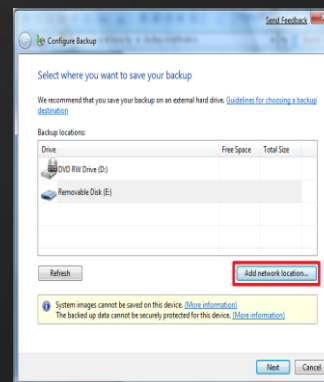 Send Feedback
Configure Backup
Select where you want to save your backup
We recommend that you save your backup on an external hard drive. Guidelines for choosing a backup
destination
Backup locations:
Drive Free Space Total Size
DVD RW Drive (D:)
Removable Disk (E:)
Refresh Add network location...
System images cannot be saved on this device. (More information)
The backed up data cannot be securely protected for this device. (More information)
Next Cancel